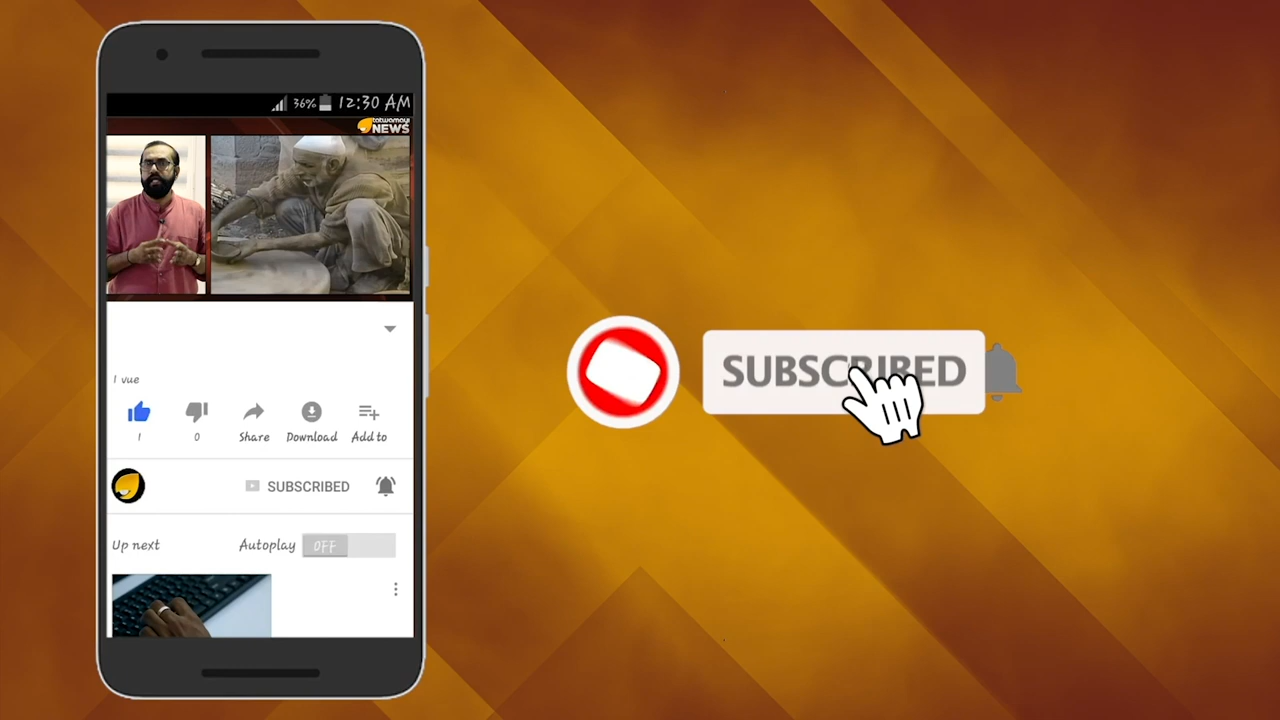 36% 12:30 AM
tatwamayi
NEWS
1 vue
1
0
Share
Download
Add to
SUBSCRIBED
Up next
Autoplay
OFF
SUBSCRIBED